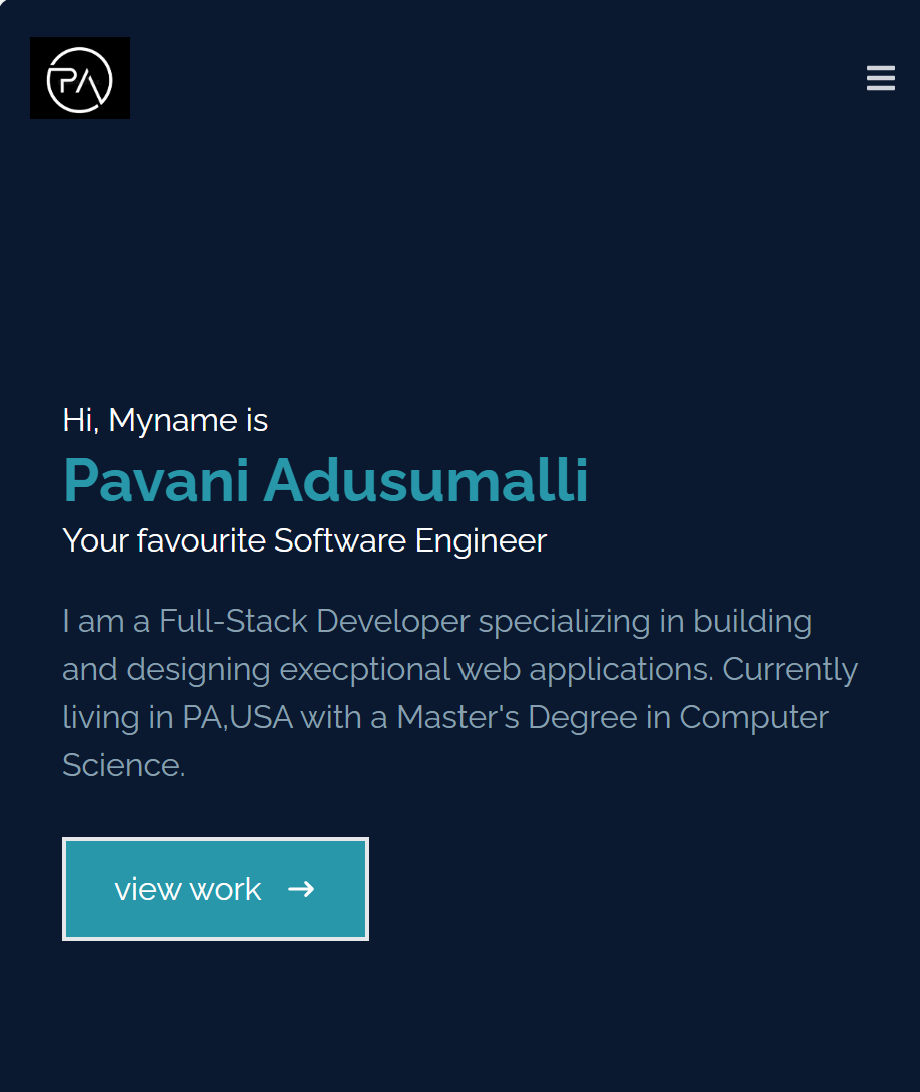 PA
Hi, Myname is
Pavani Adusumalli
Your favourite Software Engineer
I am a Full-Stack Developer specializing in building
and designing execptional web applications. Currently
living in PA,USA with a Master's Degree in Computer
Science.
view work